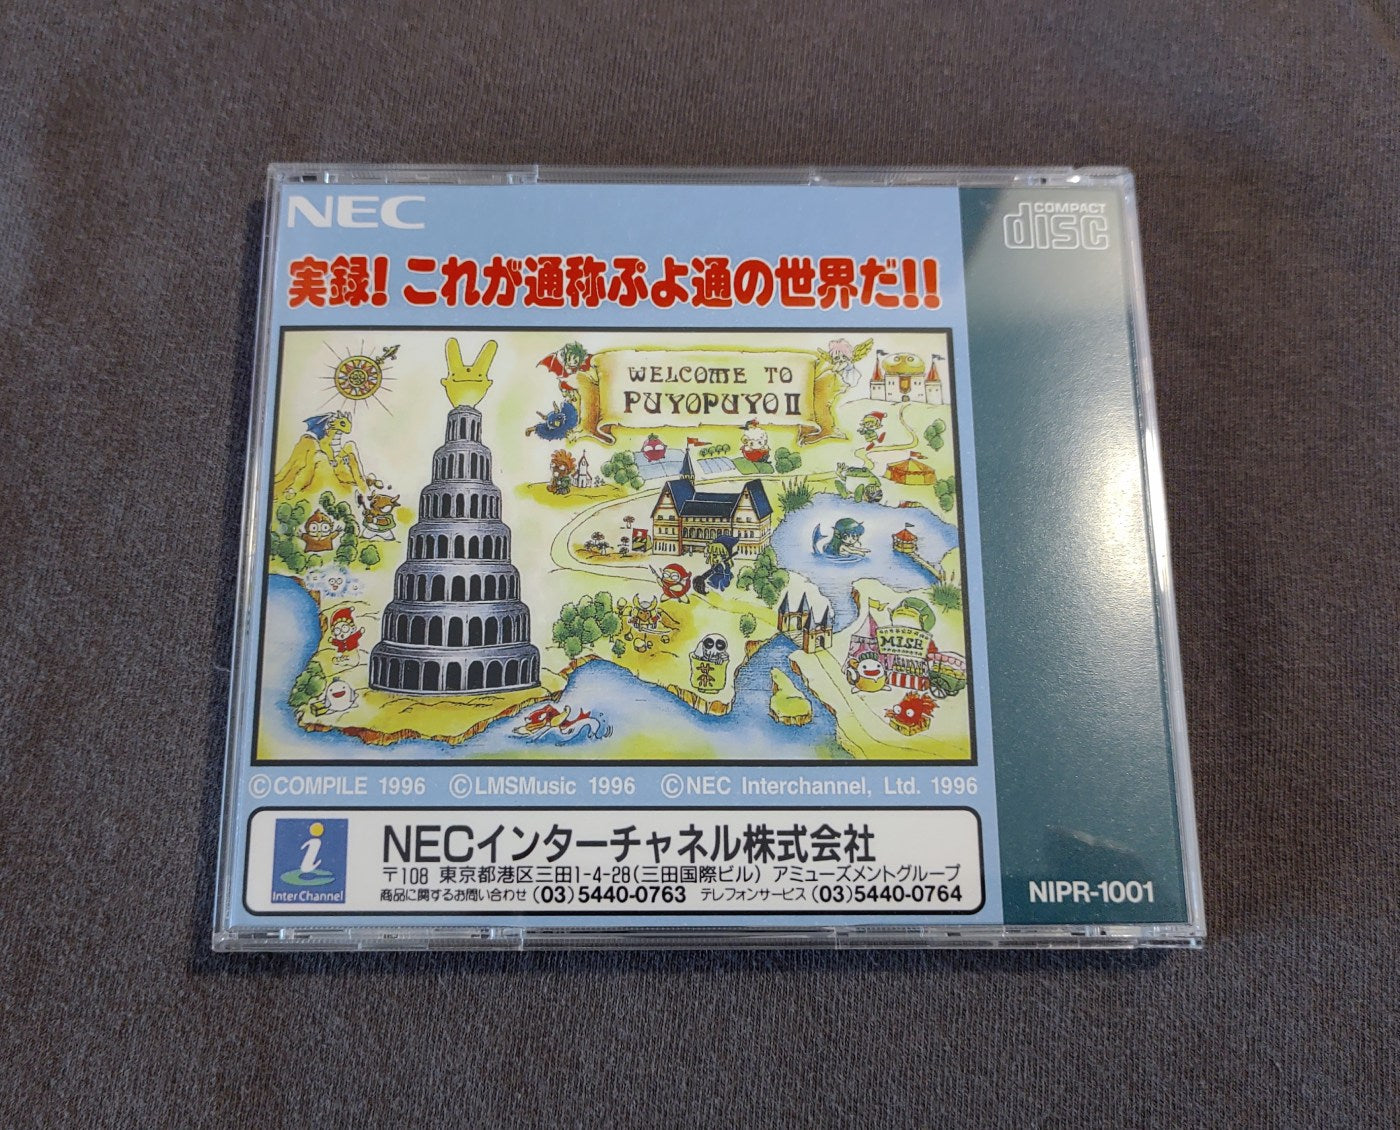 NEC
COMPACT
disc
実録! これが通称ぷよ通の世界だ!!
WELCOME TO
PUYOPUYO II
MISE
茶
©COMPILE 1996 ©LMSMusic 1996 ©NEC Interchannel, Ltd. 1996
i
InterChannel
NECインターチャネル株式会社
〒108 東京都港区三田1-4-28(三田国際ビル) アミューズメントグループ
商品に関するお問い合わせ (03)5440-0763 テレフォンサービス (03)5440-0764
NIPR-1001